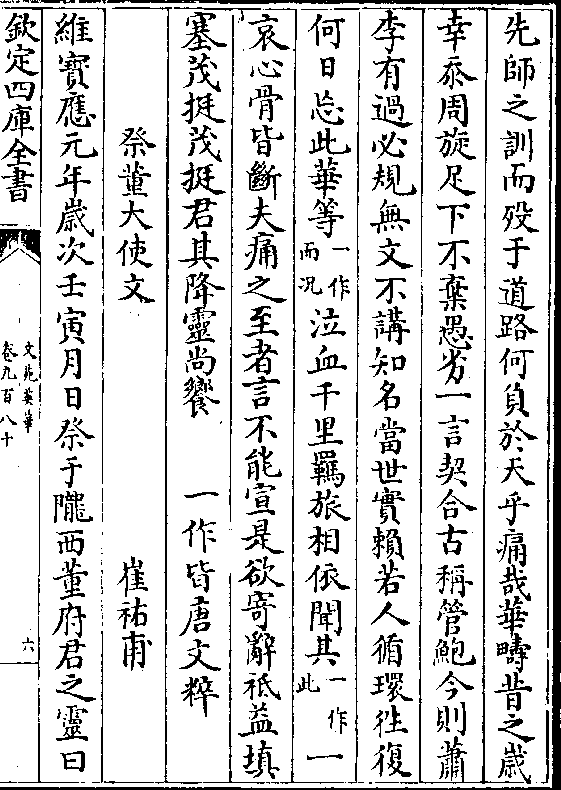 先師之訓而歿于道路何負於天乎痛哉華疇昔之歲
幸忝周旋足下不棄愚劣一言契合古稱管鮑今則蕭
李有過必規無文不講知名當世實賴若人循環徃復
何日忘此華等一作而况泣血千里羈旅相依聞其一作此一
哀心骨皆斷夫痛之至者言不能宣是欲寄辭祗益填
塞茂挺茂挺君其降靈尚饗 一作皆唐文粹
祭董大使文 崔祐甫
維寳應元年嵗次壬寅月日祭于隴西董府君之靈曰
欽定四庫全書
文苑英華
卷九百八十
六